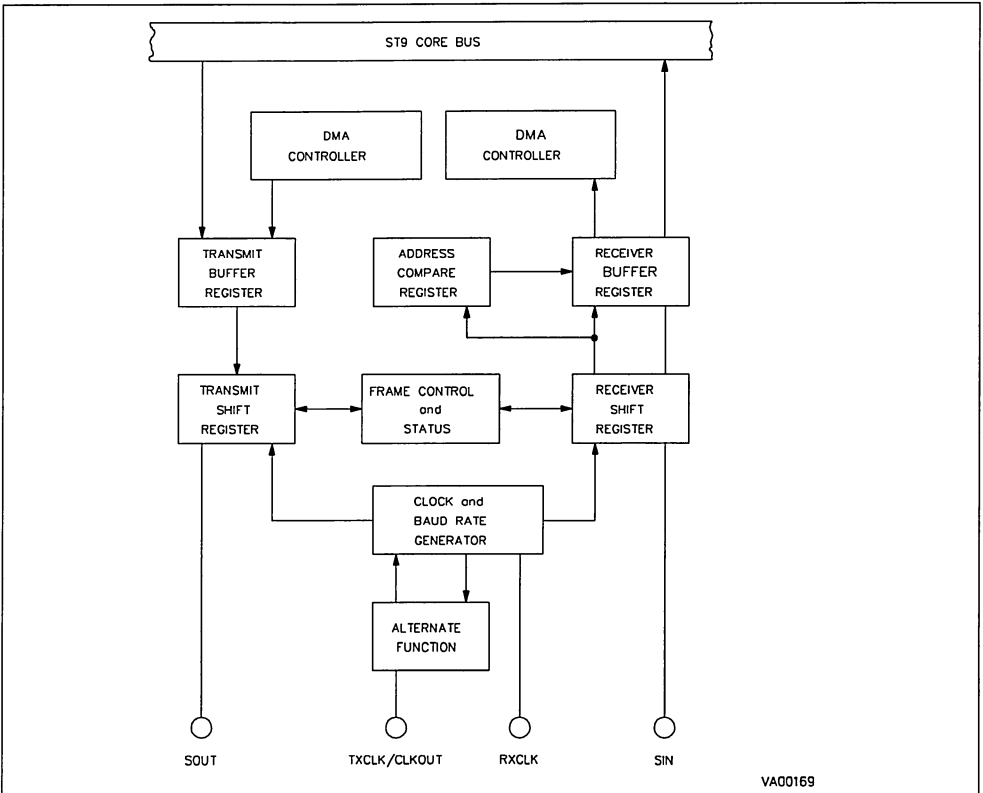 ST9 CORE BUS
DMA
CONTROLLER
DMA
CONTROLLER
TRANSMIT
BUFFER
REGISTER
ADDRESS
COMPARE
REGISTER
RECEIVER
BUFFER
REGISTER
TRANSMIT
SHIFT
REGISTER
FRAME CONTROL
and
STATUS
RECEIVER
SHIFT
REGISTER
CLOCK and
BAUD RATE
GENERATOR
ALTERNATE
FUNCTION
SOUT
TXCLK/CLKOUT
RXCLK
SIN
VA00169